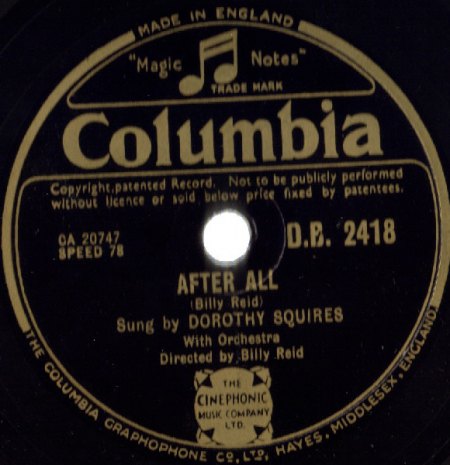 MADE IN ENGLAND
"Magic Notes"
TRADE MARK
Columbia
Copyright.patented Record. Not to be publicly performed
without licence or sold below price fixed by patentees.
CA 20747
SPEED 78
D.B. 2418
AFTER ALL
(Billy Reid)
Sung by DOROTHY SQUIRES
With Orchestra
Directed by Billy Reid
THE
CINEPHONIC
MUSIC COMPANY
LTD.
THE COLUMBIA GRAPHOPHONE CO., LTD., HAYES, MIDDLESEX, ENGLAND